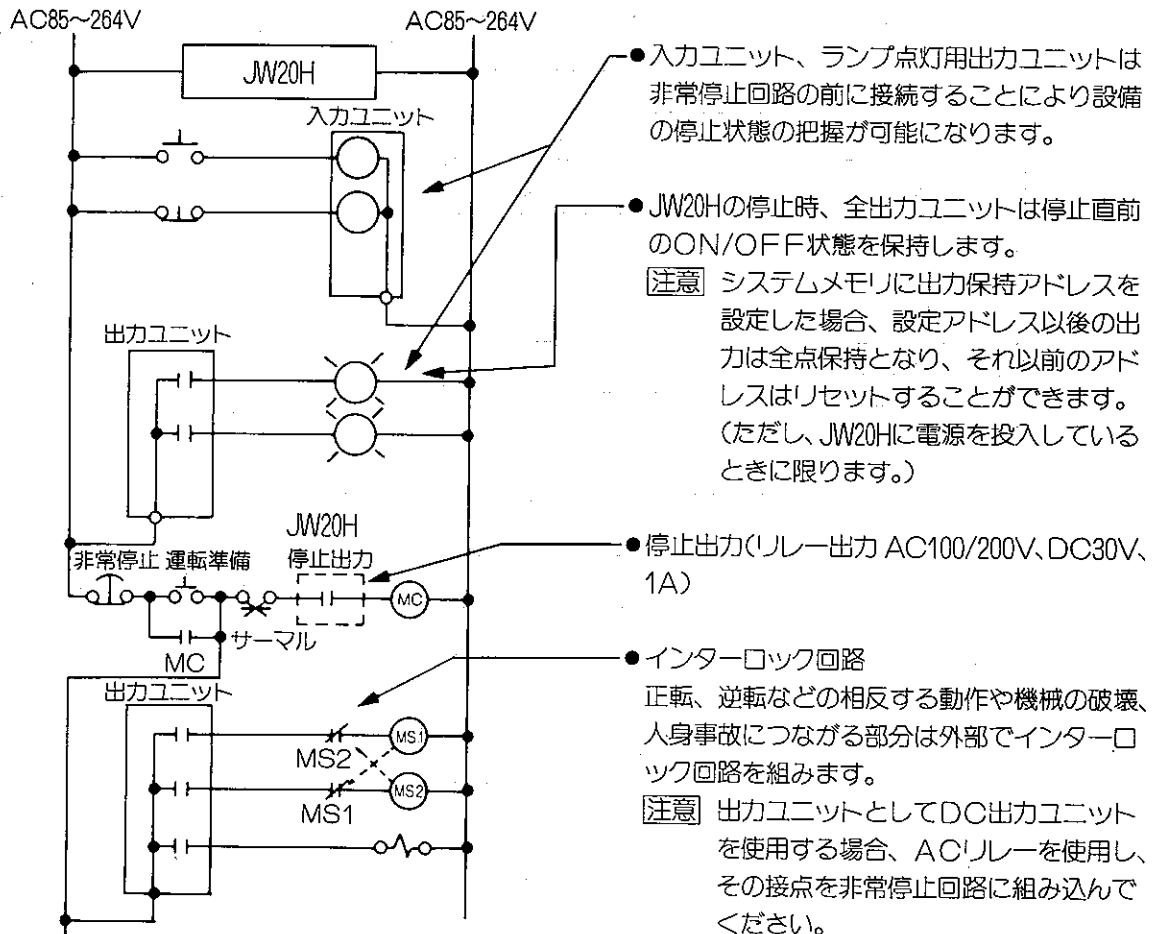 AC85～264V
AC85～264V
JW20H
入力ユニット
出力ユニット
JW20H
非常停止 運転準備 停止出力
MC
サーマル
MC
出力ユニット
MS1
MS2
MS2
MS1
●入力ユニット、ランプ点灯用出力ユニットは
非常停止回路の前に接続することにより設備
の停止状態の把握が可能になります。
●JW20Hの停止時、全出力ユニットは停止直前
のON/OFF状態を保持します。
注意 システムメモリに出力保持アドレスを
設定した場合、設定アドレス以後の出
力は全点保持となり、それ以前のアド
レスはリセットすることができます。
(ただし、JW20Hに電源を投入している
ときに限ります。)
●停止出力(リレー出力 AC100/200V、DC30V、
1A)
●インターロック回路
正転、逆転などの相反する動作や機械の破壊、
人身事故につながる部分は外部でインターロ
ック回路を組みます。
注意 出力ユニットとしてDC出力ユニット
を使用する場合、ACリレーを使用し、
その接点を非常停止回路に組み込んで
ください。